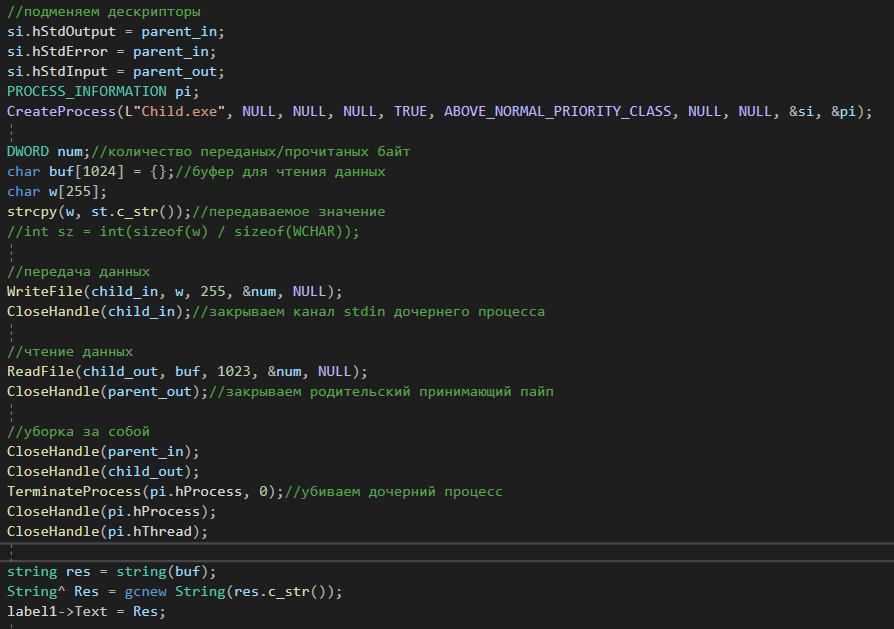 //подменяем дескрипторы
si.hStdOutput = parent_in;
si.hStdError = parent_in;
si.hStdInput = parent_out;
PROCESS_INFORMATION pi;
CreateProcess(L"Child.exe", NULL, NULL, NULL, TRUE, ABOVE_NORMAL_PRIORITY_CLASS, NULL, NULL, &si, &pi);
DWORD num;//количество переданых/прочитаных байт
char buf[1024] = {};//буфер для чтения данных
char w[255];
strcpy(w, st.c_str());//передаваемое значение
//int sz = int(sizeof(w) / sizeof(WCHAR));
//передача данных
WriteFile(child_in, w, 255, &num, NULL);
CloseHandle(child_in);//закрываем канал stdin дочернего процесса
//чтение данных
ReadFile(child_out, buf, 1023, &num, NULL);
CloseHandle(parent_out);//закрываем родительский принимающий пайп
//уборка за собой
CloseHandle(parent_in);
CloseHandle(child_out);
TerminateProcess(pi.hProcess, 0);//убиваем дочерний процесс
CloseHandle(pi.hProcess);
CloseHandle(pi.hThread);
string res = string(buf);
String^ Res = gcnew String(res.c_str());
label1->Text = Res;